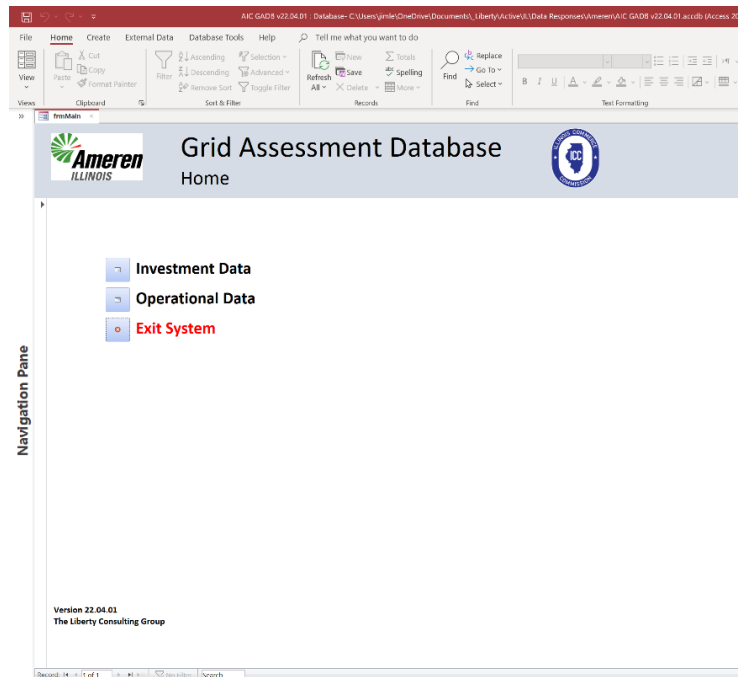 AIC GADB v22.04.01 : Database- C:\Users\jimle\OneDrive\Documents\_Liberty\Active\IL\Data Responses\Ameren\AIC GADB v22.04.01.accdb (Access 20
File Home Create External Data Database Tools Help Tell me what you want to do
View
Paste
Cut
Copy
Format Painter
Filter
Ascending
Descending
Remove Sort
Selection
Advanced
Toggle Filter
Refresh All
New
Save
Delete
Totals
Spelling
More
Find
Replace
Go To
Select
B I U A
Views Clipboard Sort & Filter Records Find Text Formatting
frmMain
Ameren
ILLINOIS
Grid Assessment Database
Home
ILLINOIS COMMERCE
ICC
COMMISSION
Investment Data
Operational Data
Exit System
Navigation Pane
Version 22.04.01
The Liberty Consulting Group
Record: 1 of 1 No Filter Search